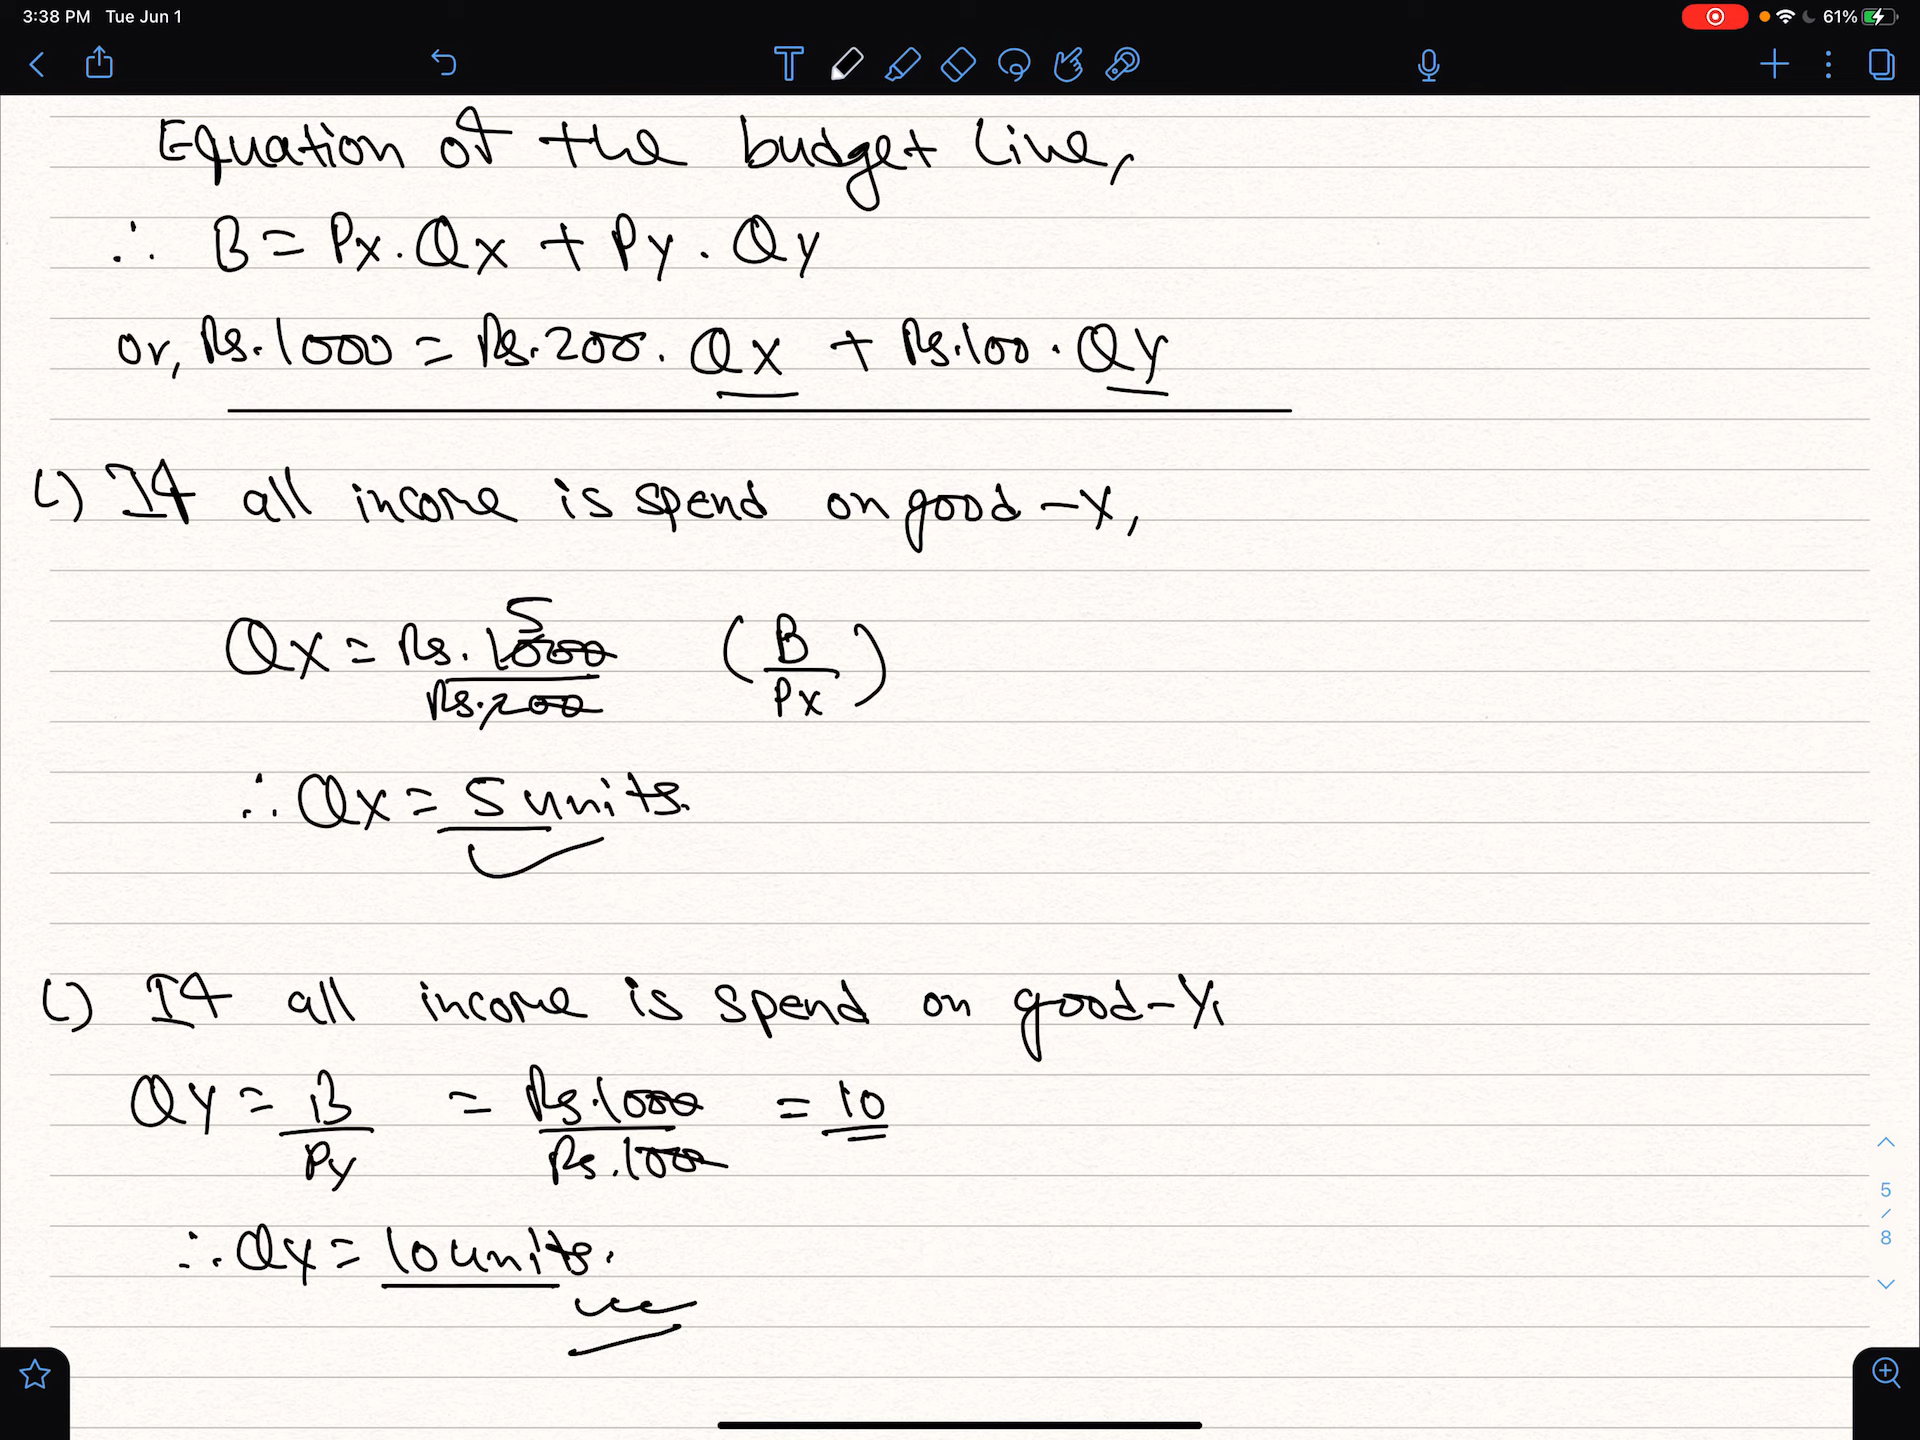 3:38 PM Tue Jun 1
61%
T
Equation of the budget line,
∴ B = Px . Qx + Py . Qy
or, Rs. 1000 = Rs. 200 . Qx + Rs. 100 . Qy
() If all income is spend on good - X,
5
Qx = Rs. 1000 / Rs. 200 ( B / Px )
∴ Qx = 5 units.
() If all income is spend on good - Y,
Qy = B / Py = Rs. 1000 / Rs. 100 = 10
∴ Qy = 10 units.
5
/
8